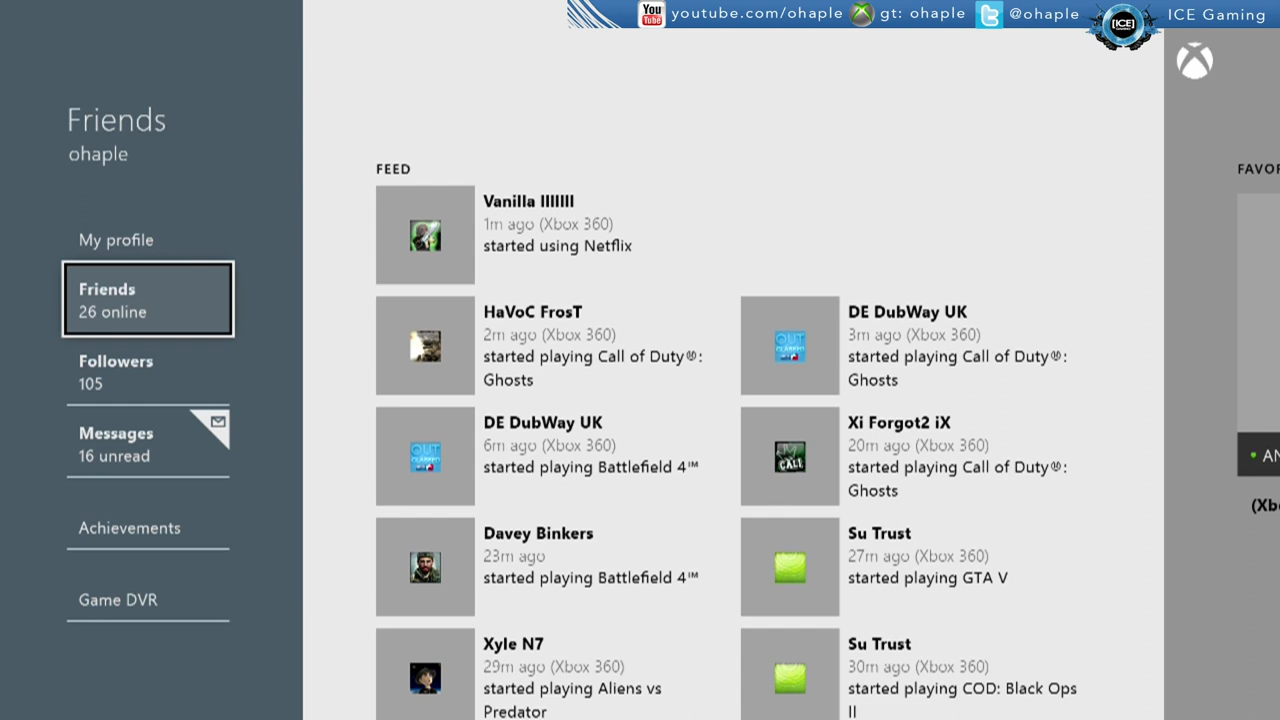 You
Tube
youtube.com/ohaple
gt: ohaple
@ohaple
[ICE]
ICE Gaming
Friends
ohaple
My profile
Friends
26 online
Followers
105
Messages
16 unread
Achievements
Game DVR
FEED
Vanilla IIIIIII
1m ago (Xbox 360)
started using Netflix
HaVoC FrosT
2m ago (Xbox 360)
started playing Call of Duty®:
Ghosts
DE DubWay UK
3m ago (Xbox 360)
started playing Call of Duty®:
Ghosts
DE DubWay UK
6m ago (Xbox 360)
started playing Battlefield 4™
Xi Forgot2 iX
20m ago (Xbox 360)
started playing Call of Duty®:
Ghosts
Davey Binkers
23m ago
started playing Battlefield 4™
Su Trust
27m ago (Xbox 360)
started playing GTA V
Xyle N7
29m ago (Xbox 360)
started playing Aliens vs
Predator
Su Trust
30m ago (Xbox 360)
started playing COD: Black Ops
II
FAVOR
AN
(Xb